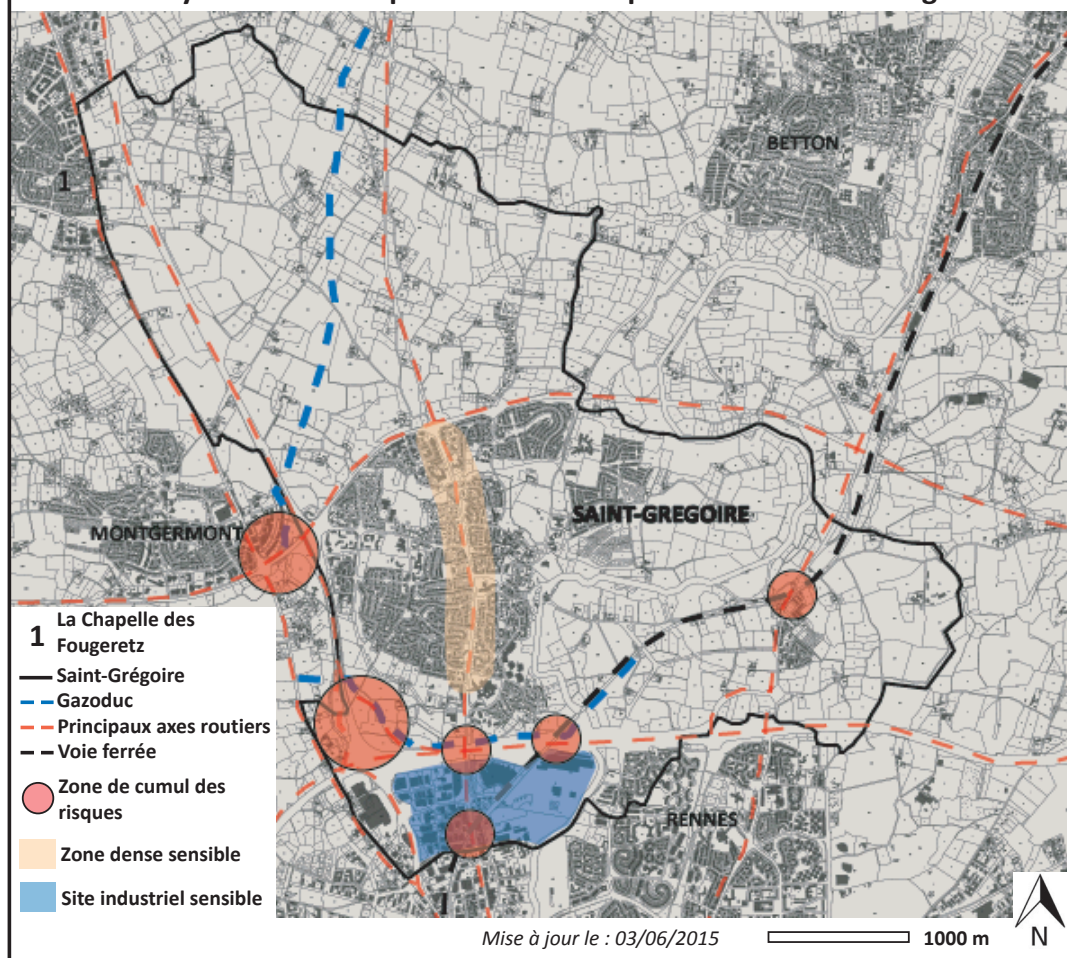 BETTON
1
SAINT-GREGOIRE
MONTGERMONT
RENNES
1 La Chapelle des
Fougeretz
Saint-Grégoire
Gazoduc
Principaux axes routiers
Voie ferrée
Zone de cumul des
risques
Zone dense sensible
Site industriel sensible
Mise à jour le : 03/06/2015
1000 m
N